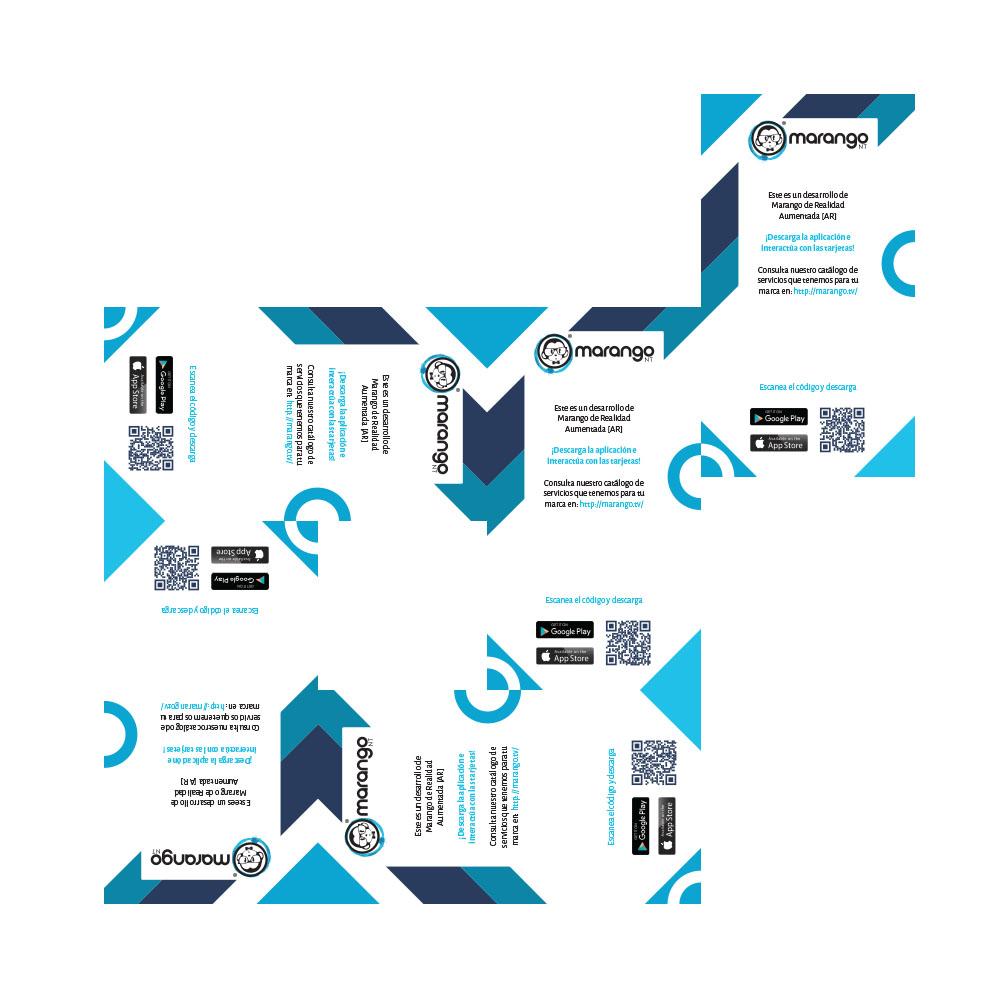 marango
NT
Este es un desarrollo de
Marango de Realidad
Aumentada [AR]
¡Descarga la aplicación e
interactúa con las tarjetas!
Consulta nuestro catálogo de
servicios que tenemos para tu
marca en: http://marango.tv/
Escanea el código y descarga
GET IT ON
Google Play
Available on the
App Store
marango
NT
Este es un desarrollo de
Marango de Realidad
Aumentada [AR]
¡Descarga la aplicación e
interactúa con las tarjetas!
Consulta nuestro catálogo de
servicios que tenemos para tu
marca en: http://marango.tv/
Escanea el código y descarga
GET IT ON
Google Play
Available on the
App Store
marango
NT
Este es un desarrollo de
Marango de Realidad
Aumentada [AR]
¡Descarga la aplicación e
interactúa con las tarjetas!
Consulta nuestro catálogo de
servicios que tenemos para tu
marca en: http://marango.tv/
Escanea el código y descarga
GET IT ON
Google Play
Available on the
App Store
marango
NT
Este es un desarrollo de
Marango de Realidad
Aumentada [AR]
¡Descarga la aplicación e
interactúa con las tarjetas!
Consulta nuestro catálogo de
servicios que tenemos para tu
marca en: http://marango.tv/
Escanea el código y descarga
GET IT ON
Google Play
Available on the
App Store
marango
NT
Este es un desarrollo de
Marango de Realidad
Aumentada [AR]
¡Descarga la aplicación e
interactúa con las tarjetas!
Consulta nuestro catálogo de
servicios que tenemos para tu
marca en: http://marango.tv/
Escanea el código y descarga
GET IT ON
Google Play
Available on the
App Store